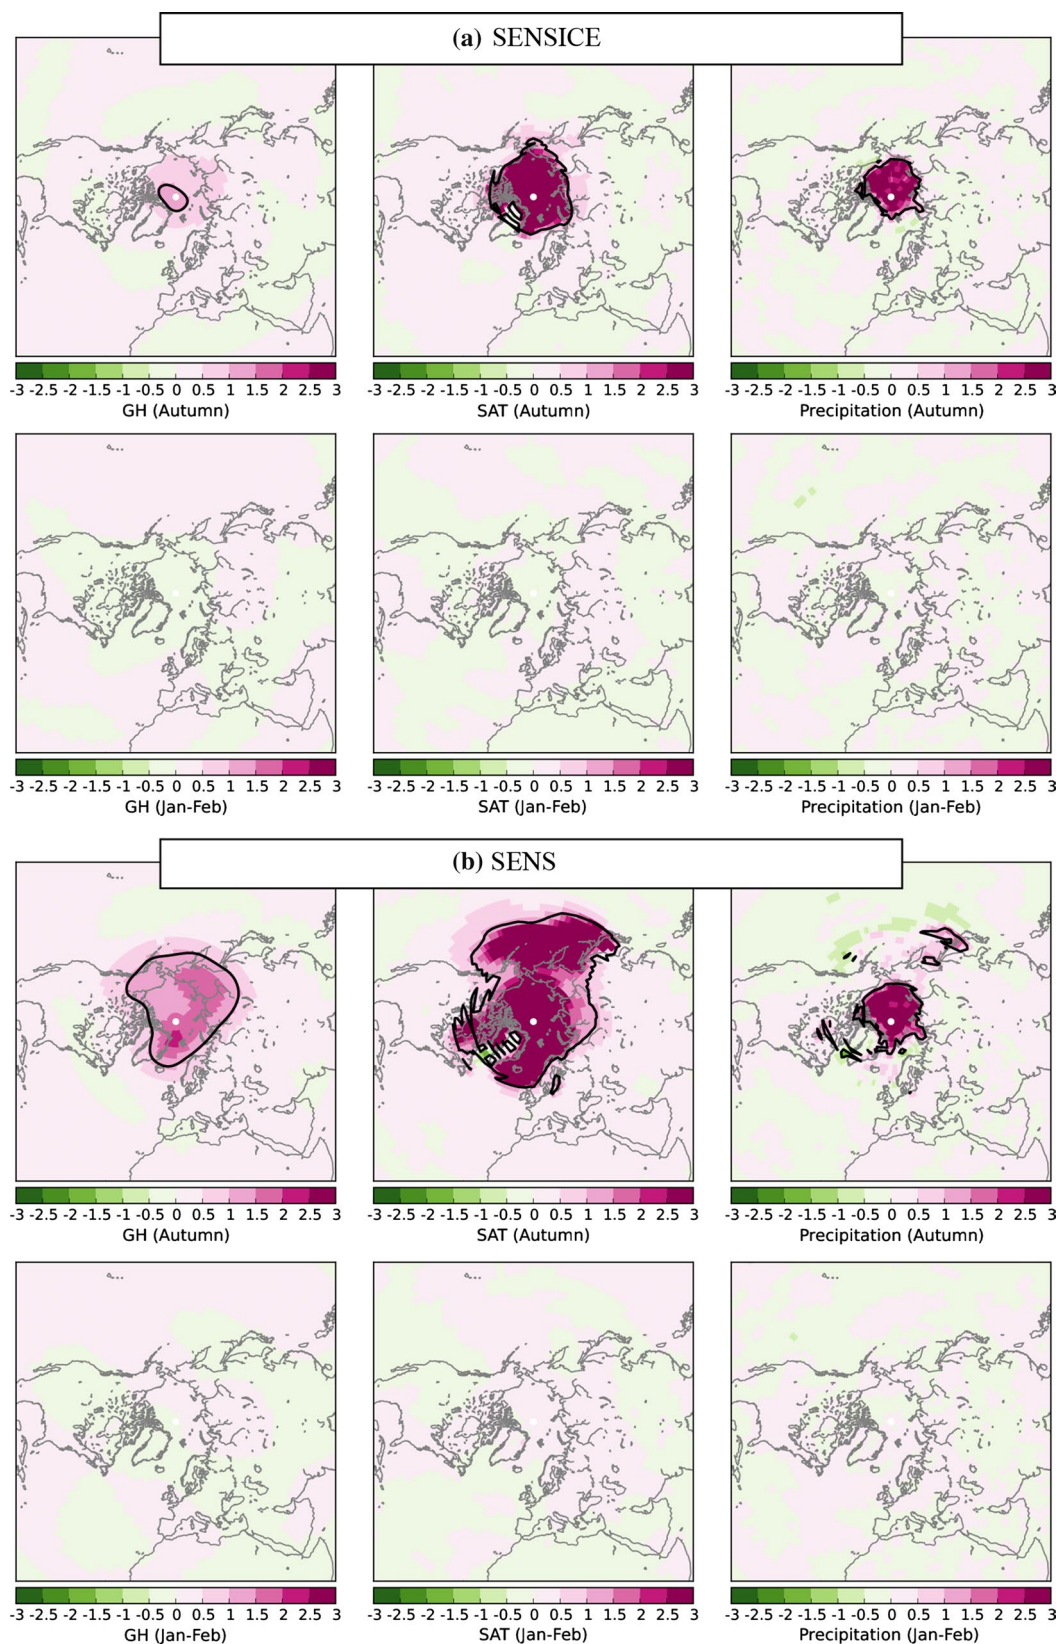 (a) SENSICE
-3 -2.5 -2 -1.5 -1 -0.5 0 0.5 1 1.5 2 2.5 3
GH (Autumn)
-3 -2.5 -2 -1.5 -1 -0.5 0 0.5 1 1.5 2 2.5 3
SAT (Autumn)
-3 -2.5 -2 -1.5 -1 -0.5 0 0.5 1 1.5 2 2.5 3
Precipitation (Autumn)
-3 -2.5 -2 -1.5 -1 -0.5 0 0.5 1 1.5 2 2.5 3
GH (Jan-Feb)
-3 -2.5 -2 -1.5 -1 -0.5 0 0.5 1 1.5 2 2.5 3
SAT (Jan-Feb)
-3 -2.5 -2 -1.5 -1 -0.5 0 0.5 1 1.5 2 2.5 3
Precipitation (Jan-Feb)
(b) SENS
-3 -2.5 -2 -1.5 -1 -0.5 0 0.5 1 1.5 2 2.5 3
GH (Autumn)
-3 -2.5 -2 -1.5 -1 -0.5 0 0.5 1 1.5 2 2.5 3
SAT (Autumn)
-3 -2.5 -2 -1.5 -1 -0.5 0 0.5 1 1.5 2 2.5 3
Precipitation (Autumn)
-3 -2.5 -2 -1.5 -1 -0.5 0 0.5 1 1.5 2 2.5 3
GH (Jan-Feb)
-3 -2.5 -2 -1.5 -1 -0.5 0 0.5 1 1.5 2 2.5 3
SAT (Jan-Feb)
-3 -2.5 -2 -1.5 -1 -0.5 0 0.5 1 1.5 2 2.5 3
Precipitation (Jan-Feb)